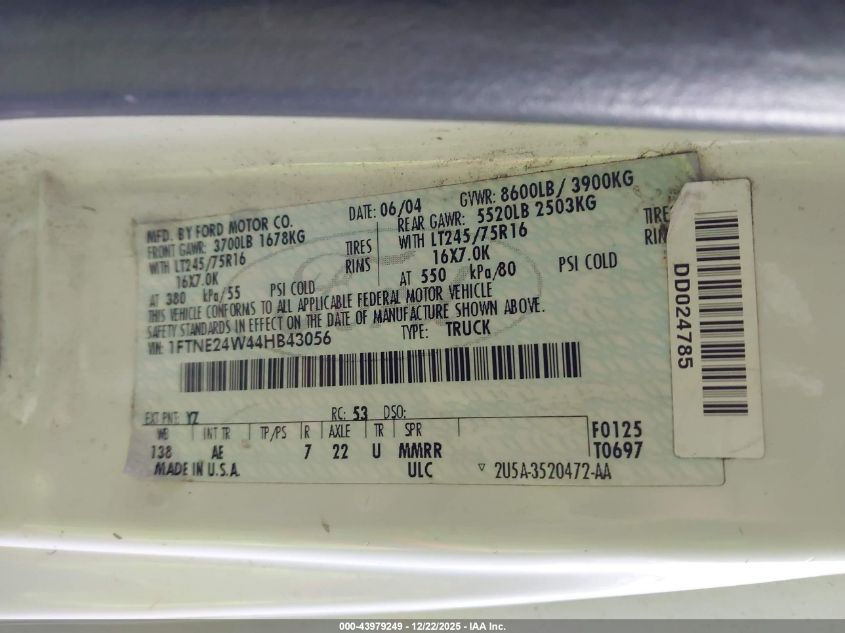 MFD. BY FORD MOTOR CO.
DATE: 06/04
GVWR: 8600LB / 3900KG
FRONT GAWR: 3700LB 1678KG
REAR GAWR: 5520LB 2503KG
WITH LT245/75R16 TIRES
WITH LT245/75R16 TIRES
16X7.0K RIMS
16X7.0K RIMS
AT 380 kPa/55 PSI COLD
AT 550 kPa/80 PSI COLD
THIS VEHICLE CONFORMS TO ALL APPLICABLE FEDERAL MOTOR VEHICLE
SAFETY STANDARDS IN EFFECT ON THE DATE OF MANUFACTURE SHOWN ABOVE.
VIN: 1FTNE24W44HB43056
TYPE: TRUCK
EXT PNT: YZ RC: 53 DSO:
WB INT TR TP/PS R AXLE TR SPR
F0125
138 AE 7 22 U MMRR
T0697
MADE IN U.S.A. ULC ▽ 2U5A-3520472-AA
DD024785
000-43979249 - 12/22/2025 - IAA Inc.